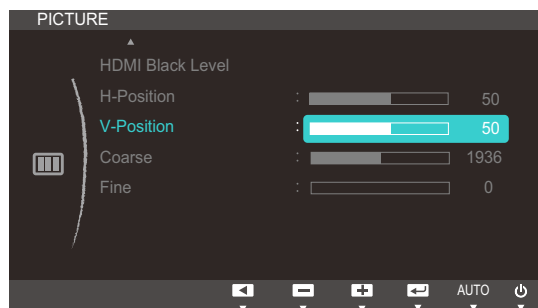 PICTURE
HDMI Black Level
H-Position : 50
V-Position : 50
Coarse : 1936
Fine : 0
AUTO